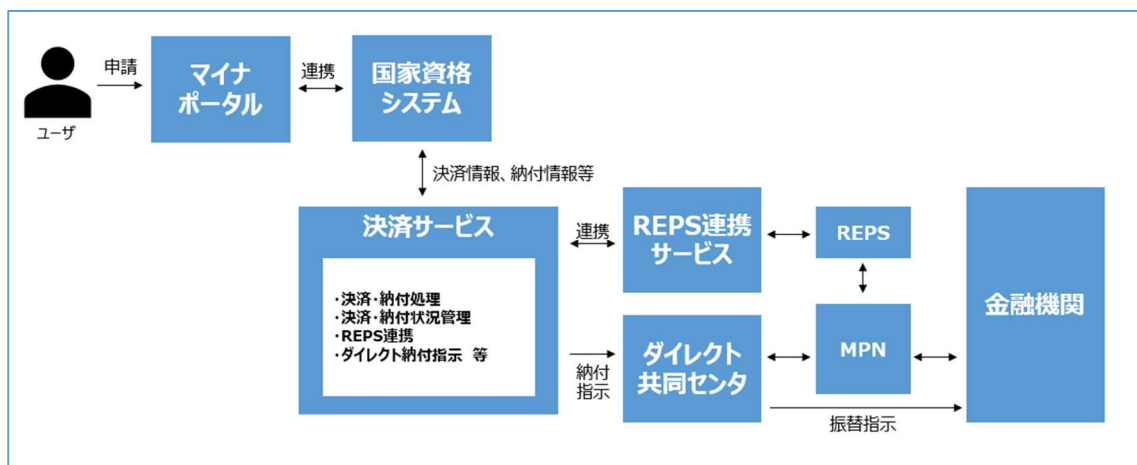 ユーザ
申請
マイナ
ポータル
連携
国家資格
システム
決済情報、納付情報等
決済サービス
・決済・納付処理
・決済・納付状況管理
・REPS連携
・ダイレクト納付指示 等
連携
REPS連携
サービス
REPS
納付
指示
ダイレクト
共同センタ
MPN
振替指示
金融機関